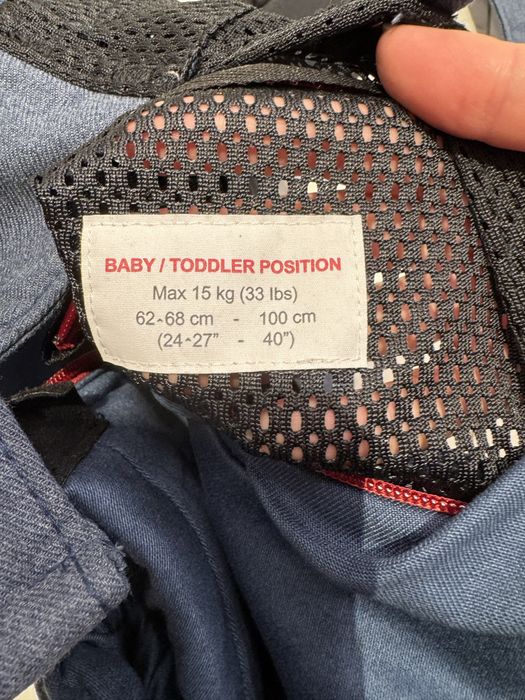 BABY / TODDLER POSITION
Max 15 kg (33 lbs)
62-68 cm - 100 cm
(24-27" - 40")